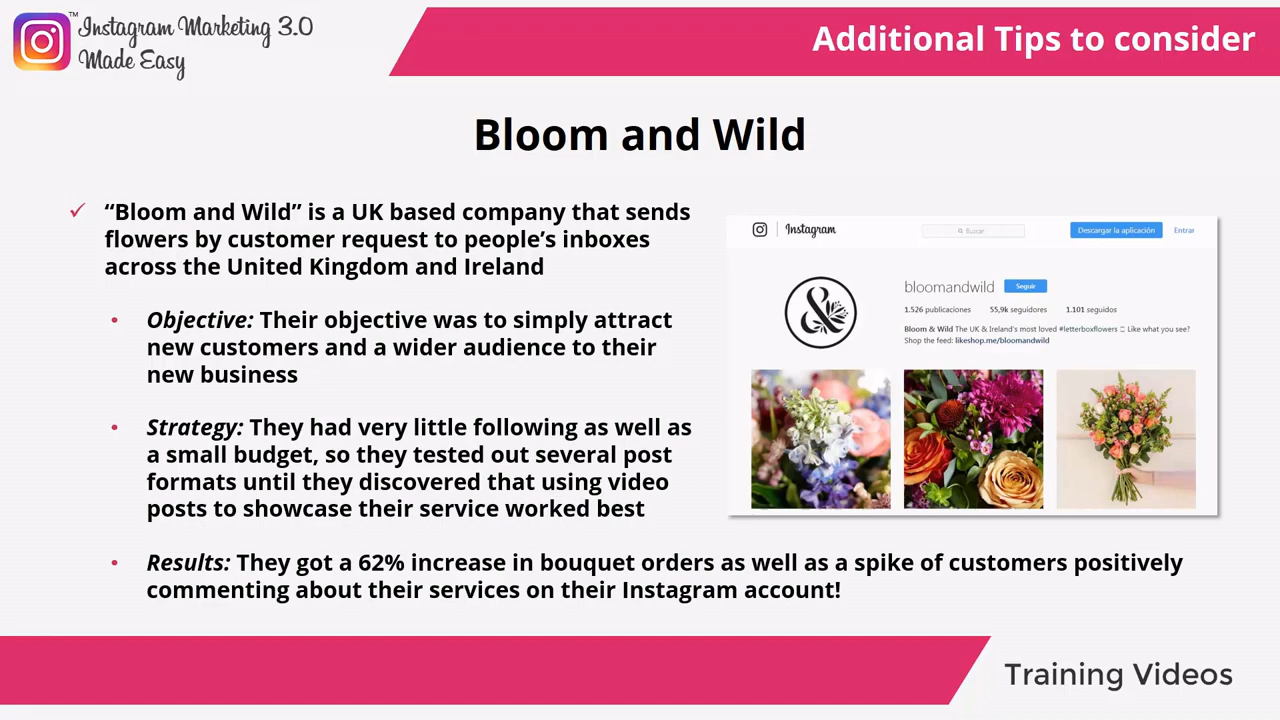 Instagram Marketing 3.0
Made Easy
™
Additional Tips to consider
Bloom and Wild
“Bloom and Wild” is a UK based company that sends
flowers by customer request to people’s inboxes
across the United Kingdom and Ireland
Objective: Their objective was to simply attract
new customers and a wider audience to their
new business
Strategy: They had very little following as well as
a small budget, so they tested out several post
formats until they discovered that using video
posts to showcase their service worked best
Instagram
Buscar
Descargar la aplicación
Entrar
&
bloomandwild
Seguir
1.526 publicaciones 55,9k seguidores 1.101 seguidos
Bloom & Wild The UK & Ireland's most loved #letterboxflowers Like what you see?
Shop the feed: likeshop.me/bloomandwild
Results: They got a 62% increase in bouquet orders as well as a spike of customers positively
commenting about their services on their Instagram account!
Training Videos